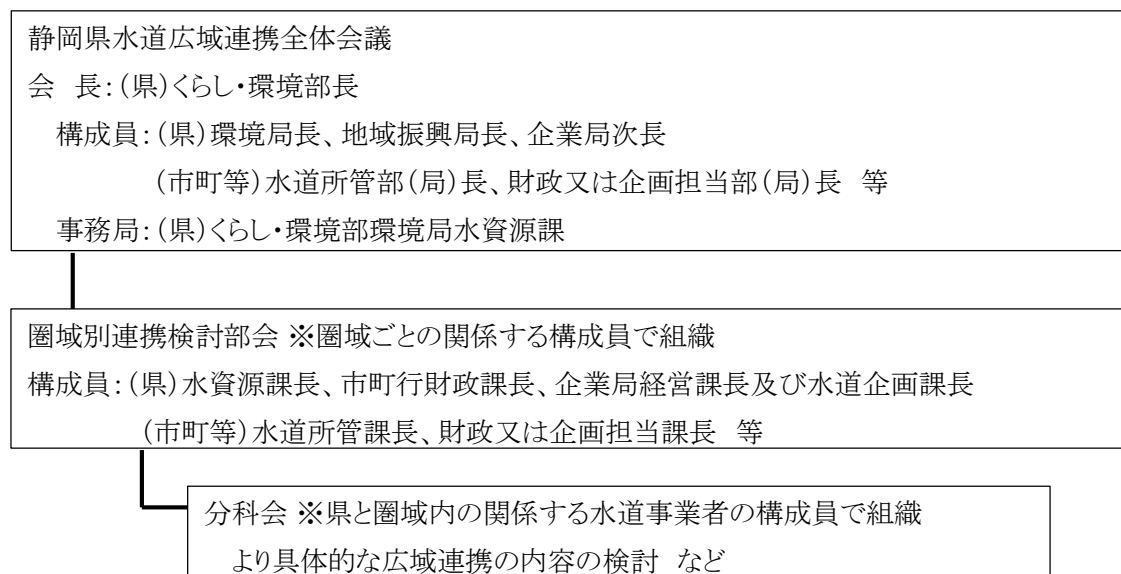 静岡県水道広域連携全体会議
会　長：（県）くらし・環境部長
構成員：（県）環境局長、地域振興局長、企業局次長
（市町等）水道所管部（局）長、財政又は企画担当部（局）長　等
事務局：（県）くらし・環境部環境局水資源課
圏域別連携検討部会 ※圏域ごとの関係する構成員で組織
構成員：（県）水資源課長、市町行財政課長、企業局経営課長及び水道企画課長
（市町等）水道所管課長、財政又は企画担当課長　等
分科会 ※県と圏域内の関係する水道事業者の構成員で組織
より具体的な広域連携の内容の検討　など